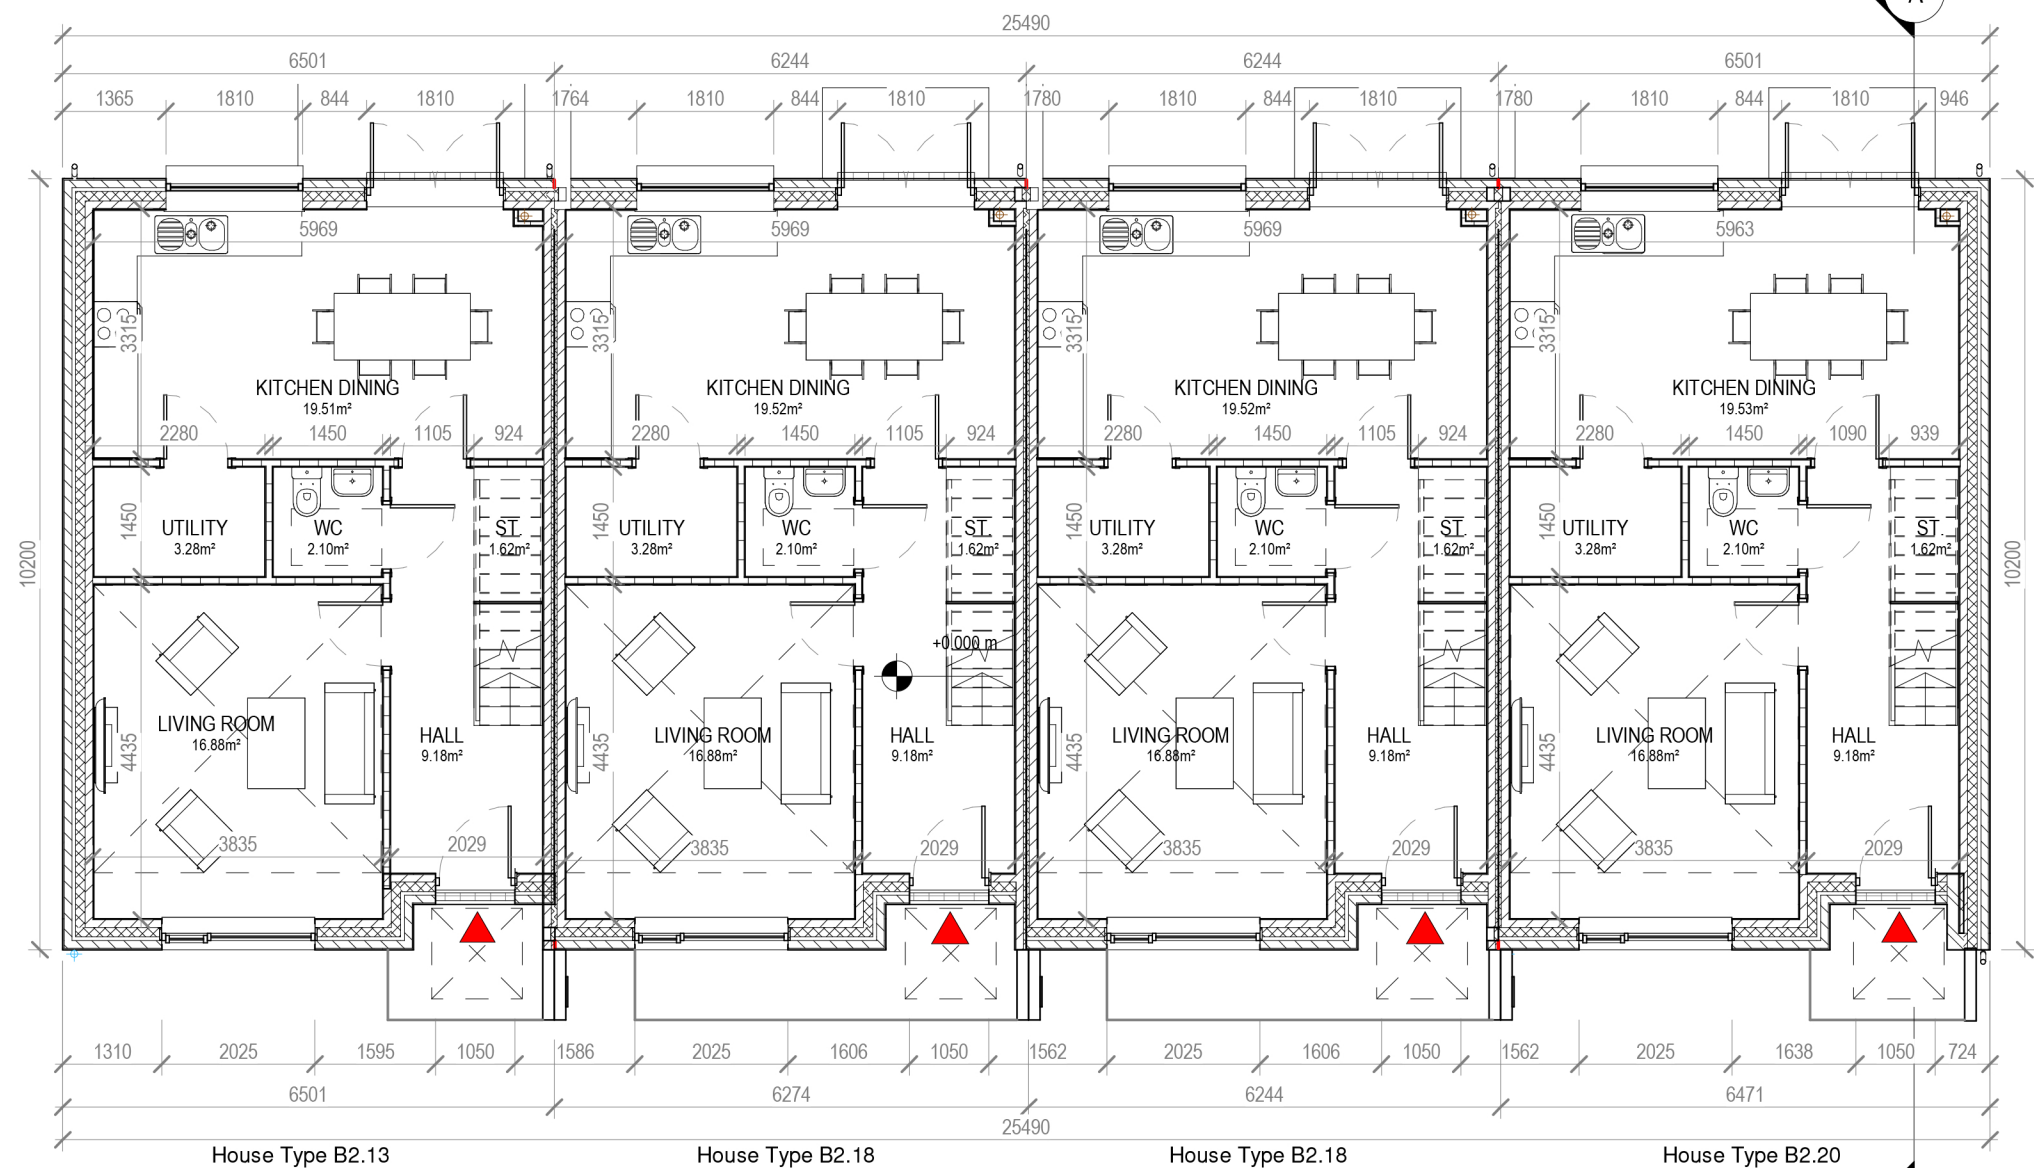 A
25490
6501 6244 6244 6501
1365 1810 844 1810 1764 1810 844 1810 1780 1810 844 1810 1780 1810 844 1810 946
5969 5969 5969 5963
3315 3315 3315 3315
KITCHEN DINING KITCHEN DINING KITCHEN DINING KITCHEN DINING
19.51m² 19.52m² 19.52m² 19.53m²
2280 1450 1105 924 2280 1450 1105 924 2280 1450 1105 924 2280 1450 1090 939
1450 1450 1450 1450
UTILITY WC ST. UTILITY WC ST. UTILITY WC ST. UTILITY WC ST.
3.28m² 2.10m² 1.62m² 3.28m² 2.10m² 1.62m² 3.28m² 2.10m² 1.62m² 3.28m² 2.10m² 1.62m²
10200 10200
+0.000 m
LIVING ROOM HALL LIVING ROOM HALL LIVING ROOM HALL LIVING ROOM HALL
16.88m² 9.18m² 16.88m² 9.18m² 16.88m² 9.18m² 16.88m² 9.18m²
4435 4435 4435 4435
3835 2029 3835 2029 3835 2029 3835 2029
1310 2025 1595 1050 1586 2025 1606 1050 1562 2025 1606 1050 1562 2025 1638 1050 724
6501 6274 6244 6471
25490
House Type B2.13 House Type B2.18 House Type B2.18 House Type B2.20